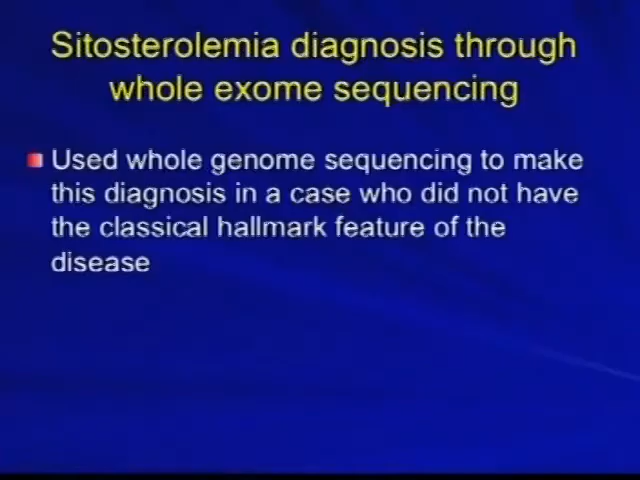 Sitosterolemia diagnosis through
whole exome sequencing
Used whole genome sequencing to make
this diagnosis in a case who did not have
the classical hallmark feature of the
disease